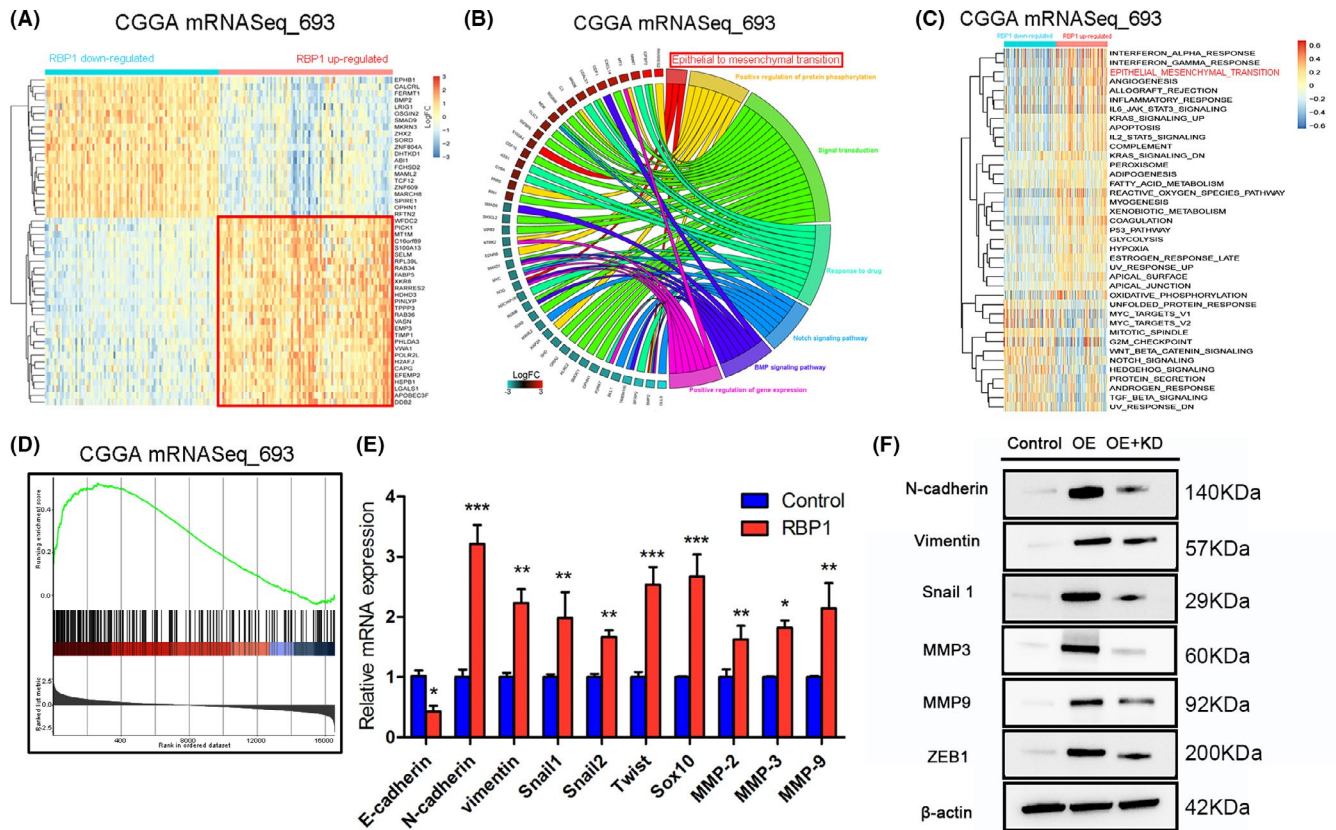 (A)
CGGA mRNASeq_693
RBP1 down-regulated
RBP1 up-regulated
EPHB1
CALCRL
FERMT1
BMP2
LRIG1
OSGIN2
SMAD9
MKRN3
ZHX2
SORD
ZNF804A
DHTKD1
ABI1
FCHSD2
MAML2
TCF12
ZNF609
MARCH8
SPIRE1
OPHN1
RFTN2
WFDC2
PICK1
MT1M
C16orf89
S100A13
SELM
RPL39L
RAB34
FABP5
XKR8
RARRES2
HDHD3
PINLYP
TPPP3
RAB36
VASN
EMP3
TIMP1
PHLDA3
VWA1
POLR2L
H2AFJ
CAPG
EFEMP2
HSPB1
LGALS1
APOBEC3F
DDB2
3
2
1
0
-1
-2
-3
LogFC
(B)
CGGA mRNASeq_693
Epithelial to mesenchymal transition
Positive regulation of protein phosphorylation
Signal transduction
Response to drug
Notch signaling pathway
BMP signaling pathway
Positive regulation of gene expression
LogFC
-3
3
(C)
CGGA mRNASeq_693
RBP1 down-regulated
RBP1 up-regulated
INTERFERON_ALPHA_RESPONSE
INTERFERON_GAMMA_RESPONSE
EPITHELIAL_MESENCHYMAL_TRANSITION
ANGIOGENESIS
ALLOGRAFT_REJECTION
INFLAMMATORY_RESPONSE
IL6_JAK_STAT3_SIGNALING
KRAS_SIGNALING_UP
APOPTOSIS
IL2_STAT5_SIGNALING
COMPLEMENT
KRAS_SIGNALING_DN
PEROXISOME
ADIPOGENESIS
FATTY_ACID_METABOLISM
REACTIVE_OXYGEN_SPECIES_PATHWAY
MYOGENESIS
XENOBIOTIC_METABOLISM
COAGULATION
P53_PATHWAY
GLYCOLYSIS
HYPOXIA
ESTROGEN_RESPONSE_LATE
UV_RESPONSE_UP
APICAL_SURFACE
APICAL_JUNCTION
OXIDATIVE_PHOSPHORYLATION
UNFOLDED_PROTEIN_RESPONSE
MYC_TARGETS_V1
MYC_TARGETS_V2
MITOTIC_SPINDLE
G2M_CHECKPOINT
WNT_BETA_CATENIN_SIGNALING
NOTCH_SIGNALING
HEDGEHOG_SIGNALING
PROTEIN_SECRETION
ANDROGEN_RESPONSE
TGF_BETA_SIGNALING
UV_RESPONSE_DN
0.6
0.4
0.2
0
-0.2
-0.4
-0.6
(D)
CGGA mRNASeq_693
Running enrichment score
0.4
0.2
0.0
Ranked list metric
2.5
0.0
-2.5
400
8000
12000
16000
Rank in ordered dataset
(E)
Relative mRNA expression
4
3
2
1
0
Control
RBP1
*
***
**
**
**
***
***
**
*
**
E-cadherin
N-cadherin
vimentin
Snail1
Snail2
Twist
Sox10
MMP-2
MMP-3
MMP-9
(F)
Control OE OE+KD
N-cadherin 140KDa
Vimentin 57KDa
Snail 1 29KDa
MMP3 60KDa
MMP9 92KDa
ZEB1 200KDa
β-actin 42KDa